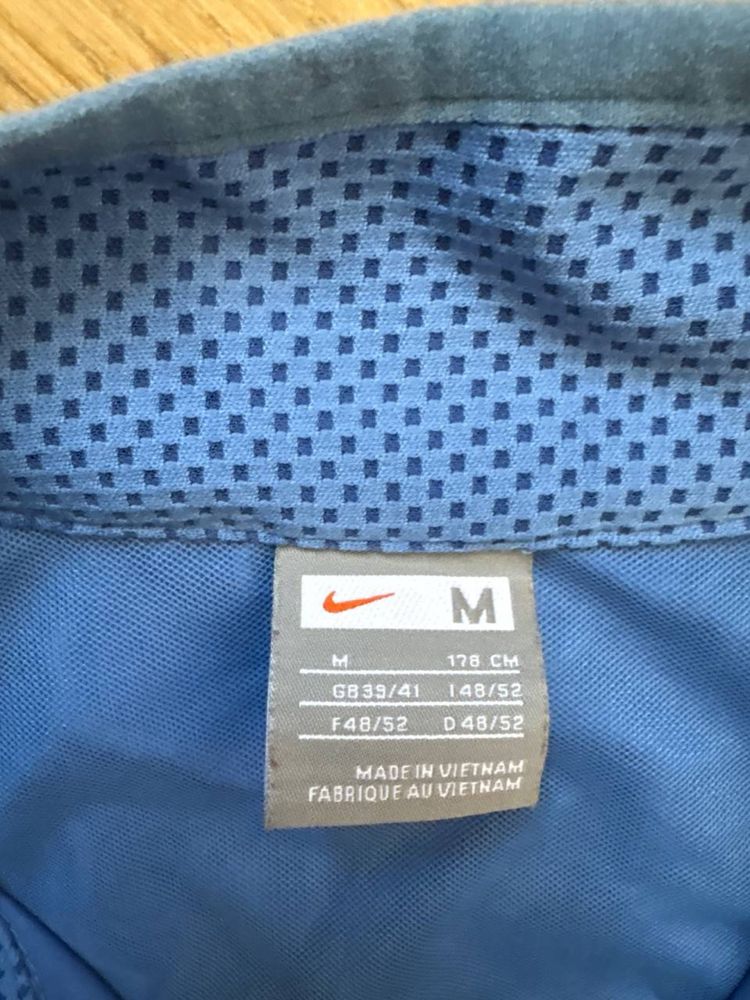 M
M 178 CM
GB39/41 I48/52
F48/52 D48/52
MADE IN VIETNAM
FABRIQUE AU VIETNAM